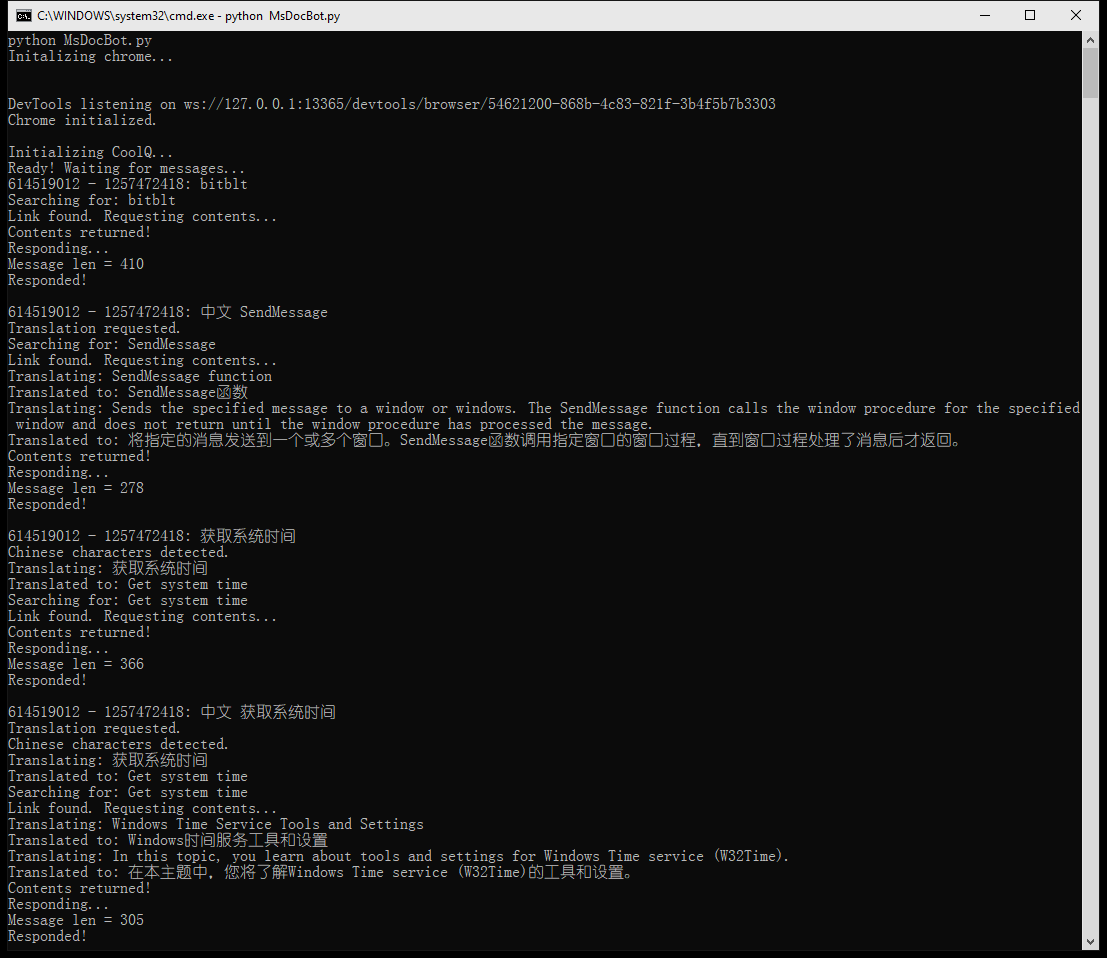 C:\WINDOWS\system32\cmd.exe - python  MsDocBot.py
python MsDocBot.py
Initalizing chrome...
DevTools listening on ws://127.0.0.1:13365/devtools/browser/54621200-868b-4c83-821f-3b4f5b7b3303
Chrome initialized.
Initializing CoolQ...
Ready! Waiting for messages...
614519012 - 1257472418: bitblt
Searching for: bitblt
Link found. Requesting contents...
Contents returned!
Responding...
Message len = 410
Responded!
614519012 - 1257472418: 中文 SendMessage
Translation requested.
Searching for: SendMessage
Link found. Requesting contents...
Translating: SendMessage function
Translated to: SendMessage函数
Translating: Sends the specified message to a window or windows. The SendMessage function calls the window procedure for the specified
window and does not return until the window procedure has processed the message.
Translated to: 将指定的消息发送到一个或多个窗口。SendMessage函数调用指定窗口的窗口过程，直到窗口过程处理了消息后才返回。
Contents returned!
Responding...
Message len = 278
Responded!
614519012 - 1257472418: 获取系统时间
Chinese characters detected.
Translating: 获取系统时间
Translated to: Get system time
Searching for: Get system time
Link found. Requesting contents...
Contents returned!
Responding...
Message len = 366
Responded!
614519012 - 1257472418: 中文 获取系统时间
Translation requested.
Chinese characters detected.
Translating: 获取系统时间
Translated to: Get system time
Searching for: Get system time
Link found. Requesting contents...
Translating: Windows Time Service Tools and Settings
Translated to: Windows时间服务工具和设置
Translating: In this topic, you learn about tools and settings for Windows Time service (W32Time).
Translated to: 在本主题中，您将了解Windows Time service (W32Time)的工具和设置。
Contents returned!
Responding...
Message len = 305
Responded!